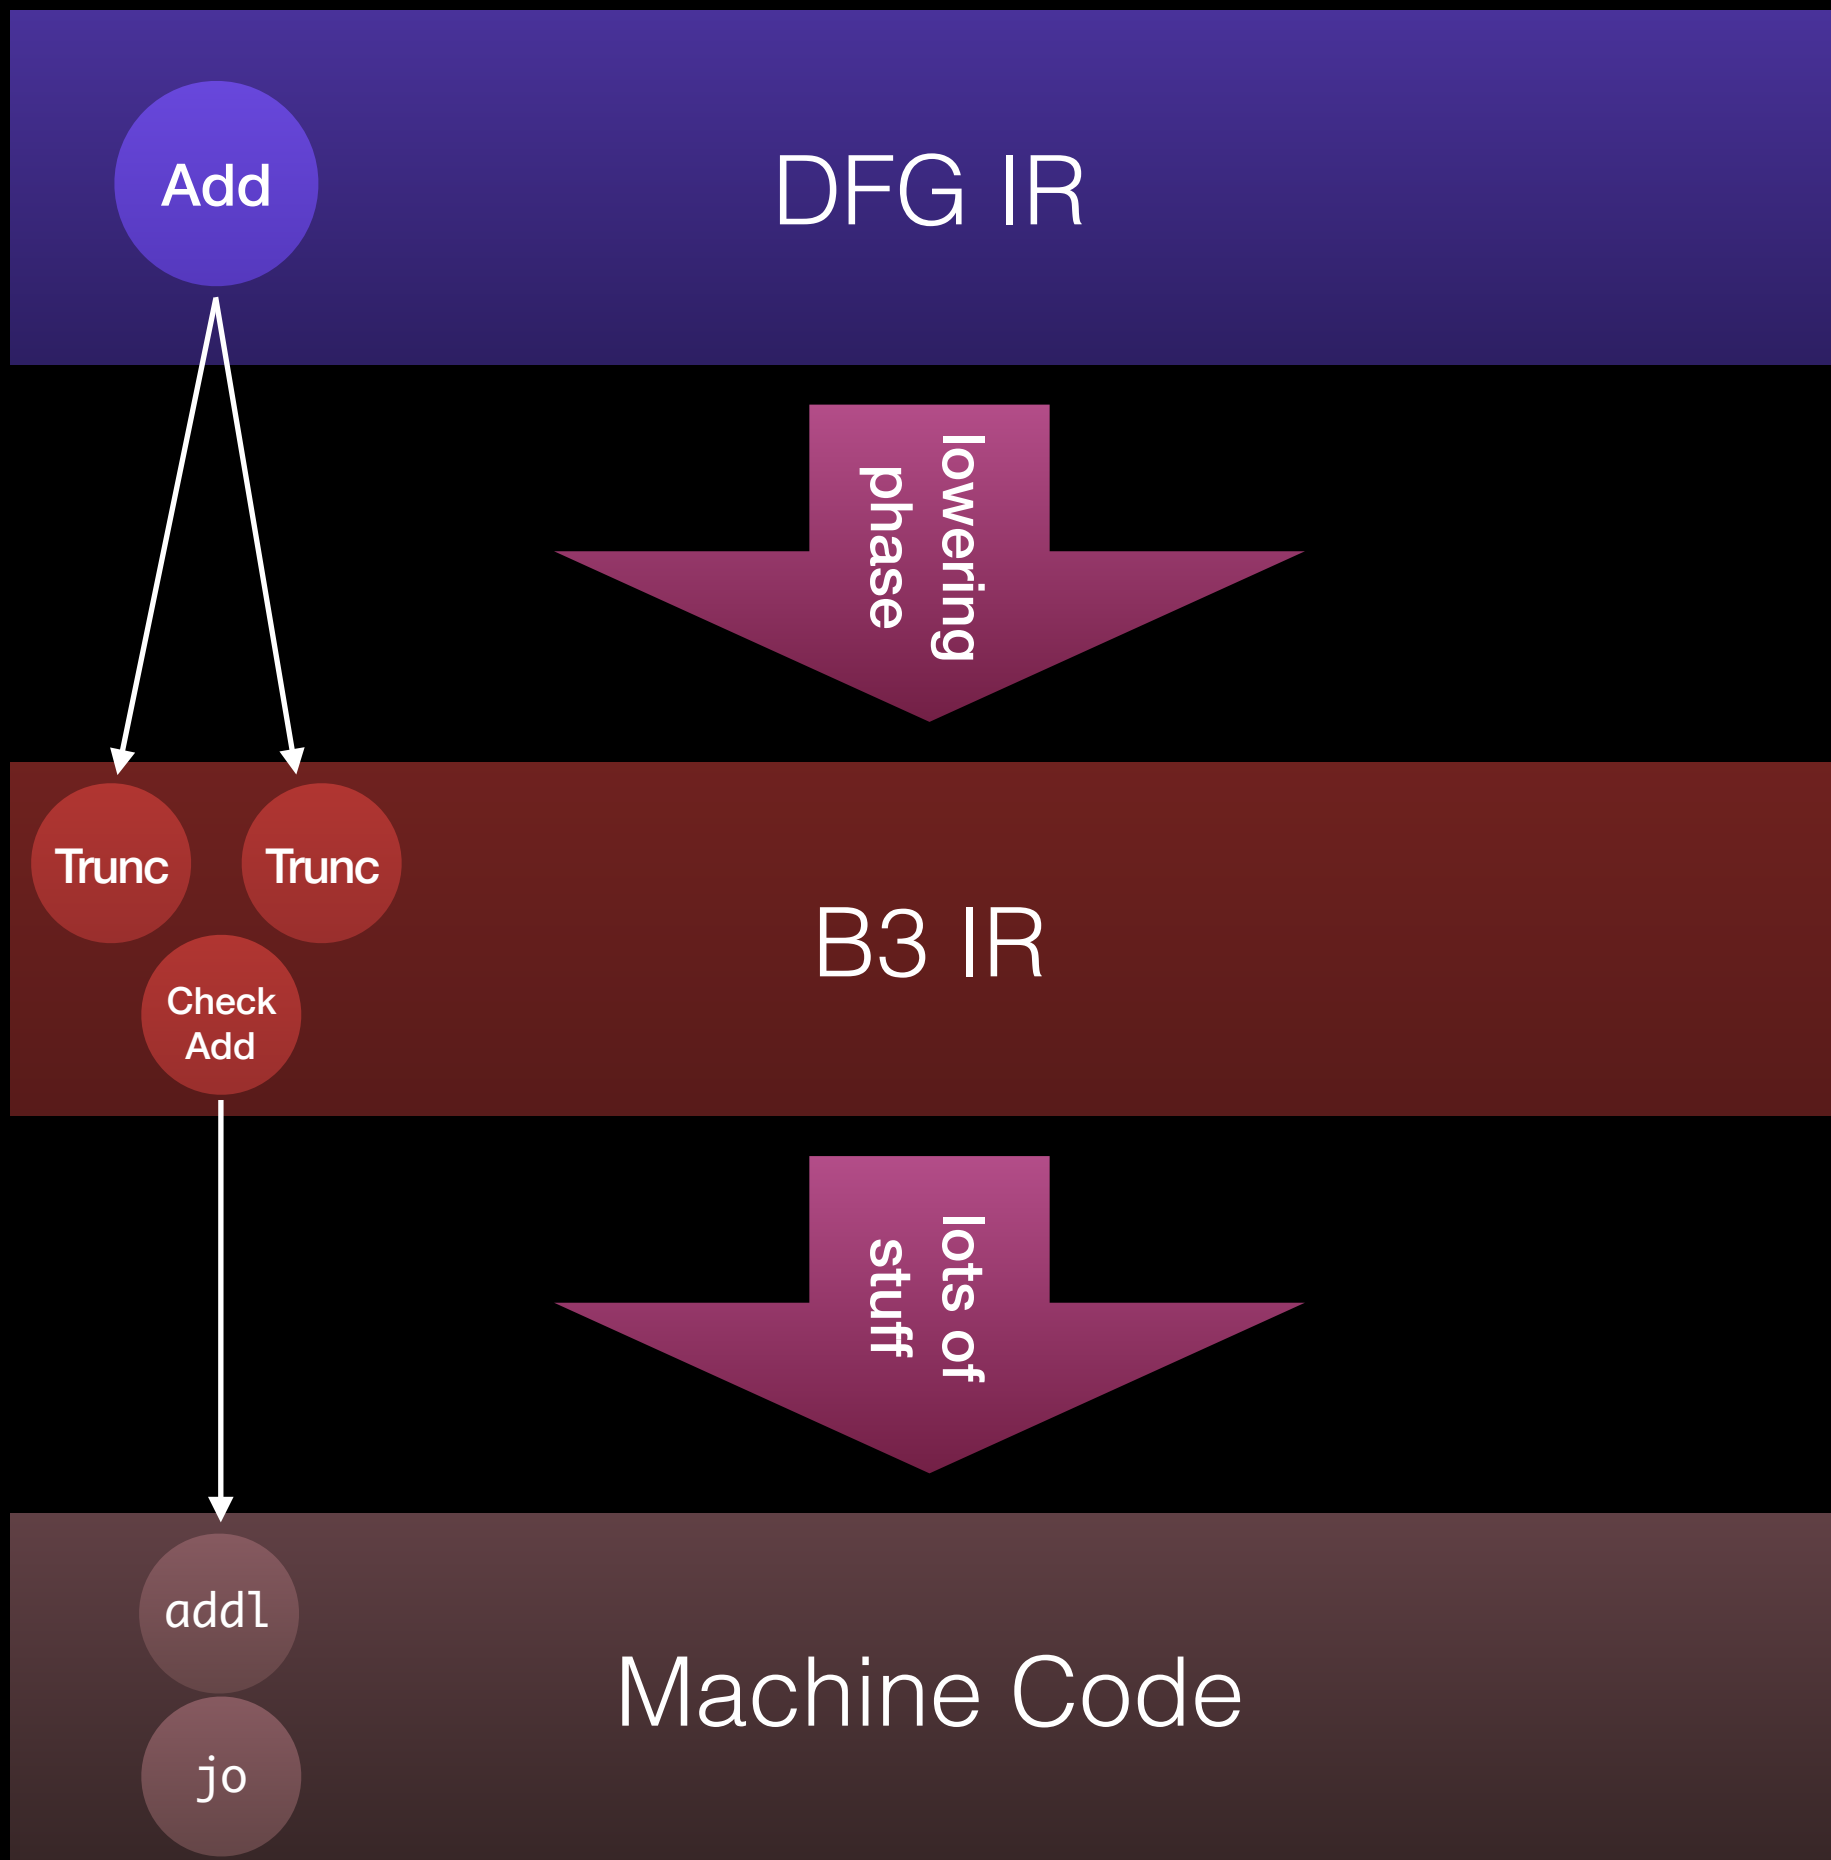 Add
DFG IR
lowering
phase
Trunc
Trunc
Check
Add
B3 IR
lots of
stuff
addl
jo
Machine Code